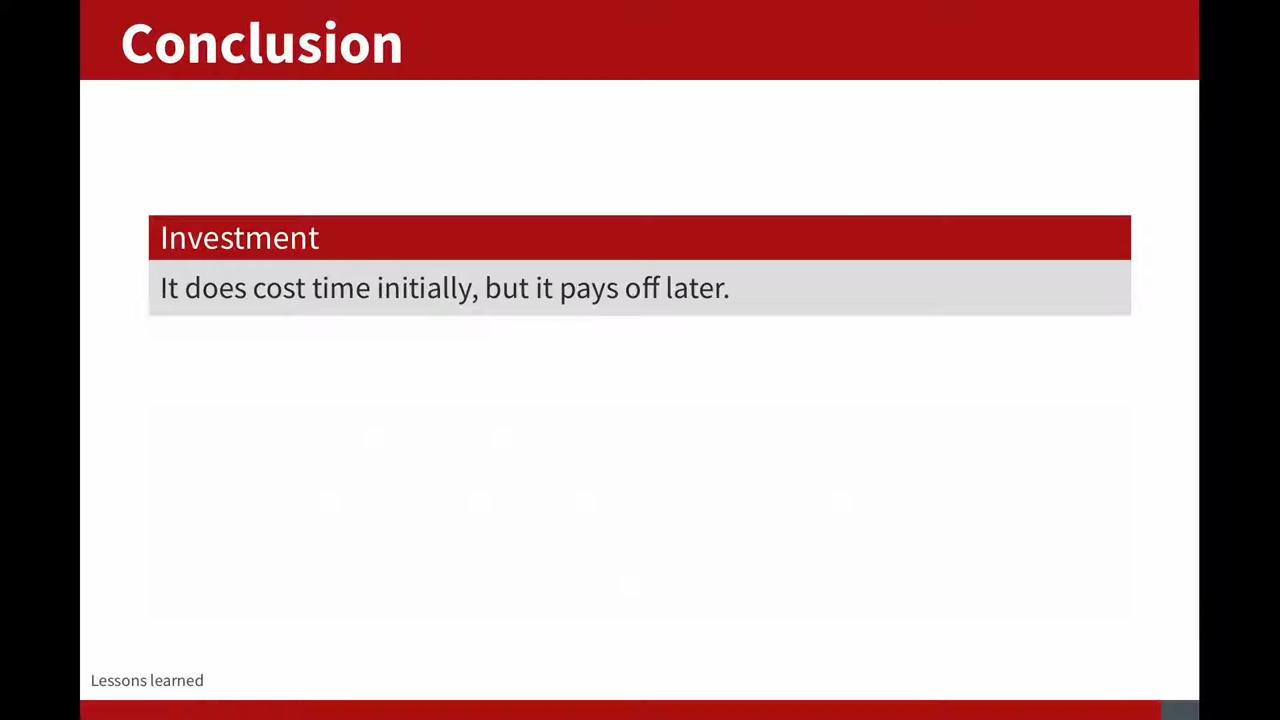 Conclusion
Investment
It does cost time initially, but it pays off later.
Lessons learned